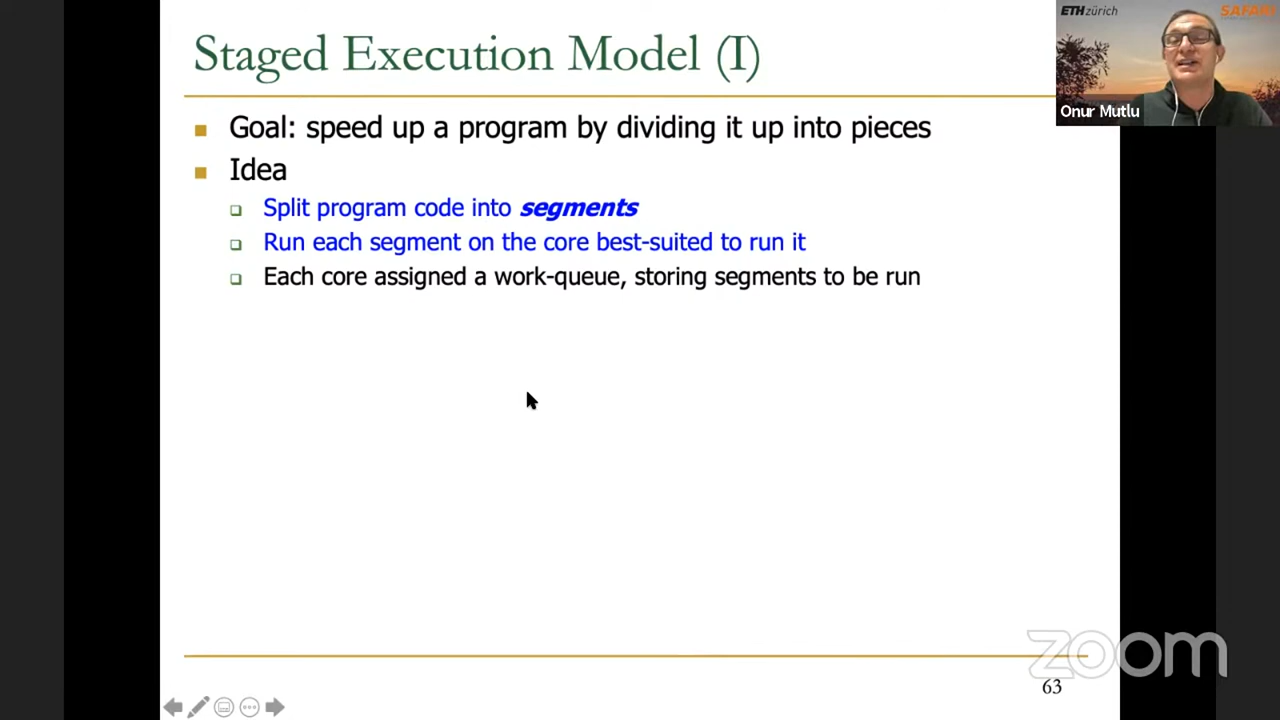 Staged Execution Model (I)
ETH zürich
SAFARI
Onur Mutlu
Goal: speed up a program by dividing it up into pieces
Idea
Split program code into segments
Run each segment on the core best-suited to run it
Each core assigned a work-queue, storing segments to be run
zoom
63